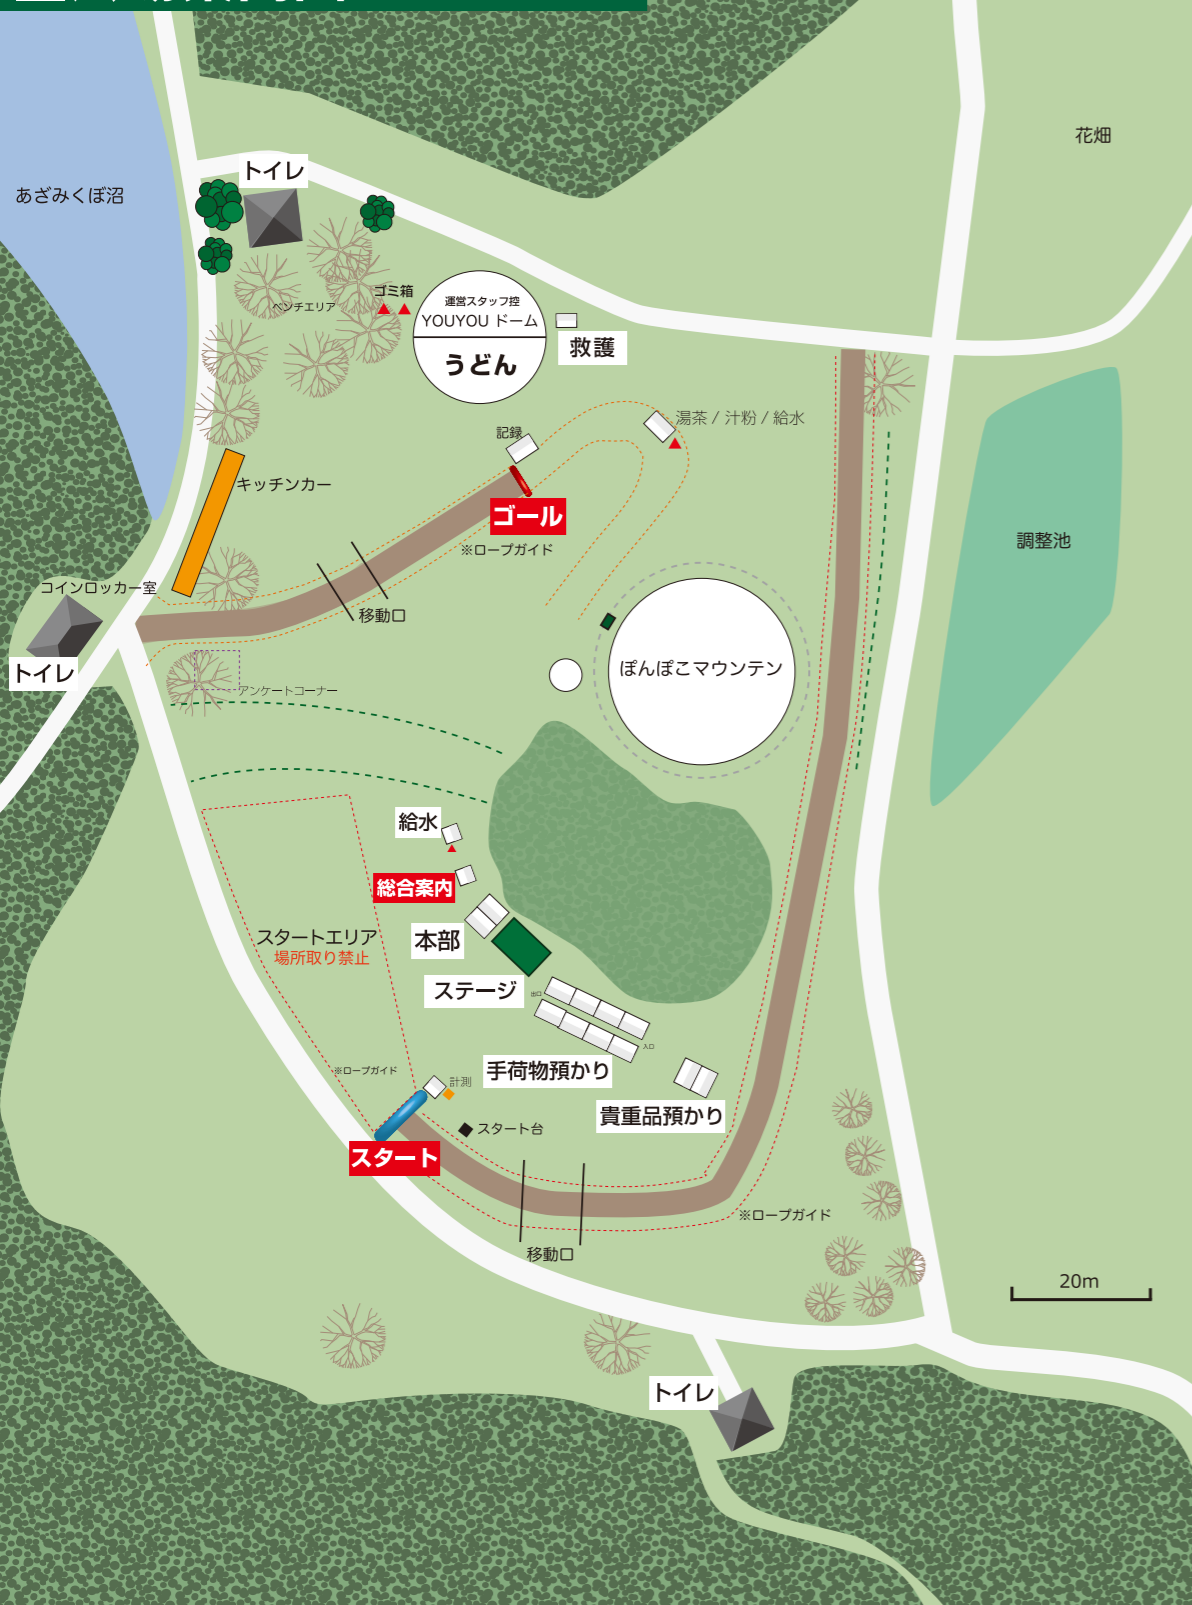 花畑
トイレ
あざみくぼ沼
ゴミ箱
ベンチエリア
運営スタッフ控
YOUYOU ドーム
うどん
救護
湯茶 / 汁粉 / 給水
記録
キッチンカー
ゴール
※ロープガイド
調整池
コインロッカー室
移動口
トイレ
ぽんぽこマウンテン
アンケートコーナー
給水
総合案内
スタートエリア
場所取り禁止
本部
ステージ
出口
入口
手荷物預かり
※ロープガイド
計測
貴重品預かり
スタート台
スタート
※ロープガイド
移動口
20m
トイレ